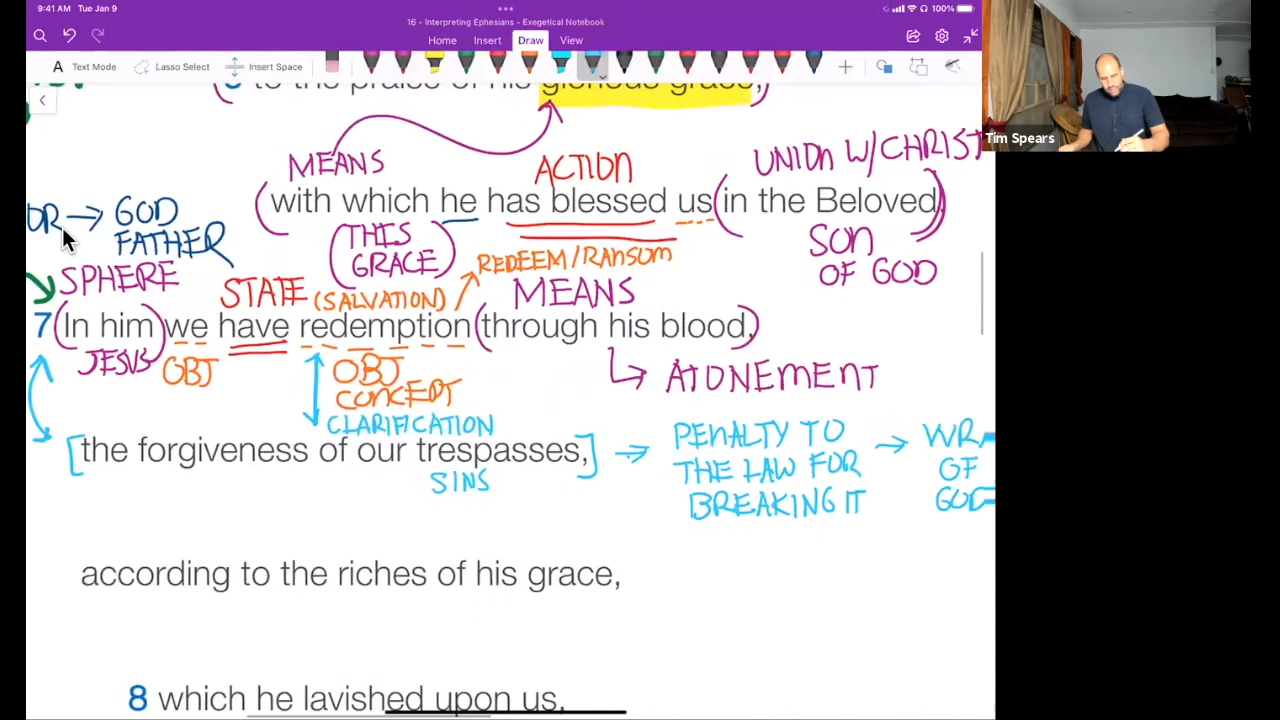 9:41 AM Tue Jan 9
100%
16 - Interpreting Ephesians - Exegetical Notebook
Home Insert Draw View
A Text Mode Lasso Select Insert Space
to the praise of his glorious grace,)
Tim Spears
MEANS ACTION UNION W/CHRIST
(with which he has blessed us (in the Beloved,))
OR → GOD FATHER
(THIS GRACE)
REDEEM/RANSOM
SON OF GOD
SPHERE STATE (SALVATION) MEANS
7 (In him) we have redemption (through his blood,)
JESUS OBJ OBJ CONCEPT → ATONEMENT
CLARIFICATION
[the forgiveness of our trespasses,] →
SINS
PENALTY TO
THE LAW FOR
BREAKING IT
→
OF
GOD
according to the riches of his grace,
8 which he lavished upon us,